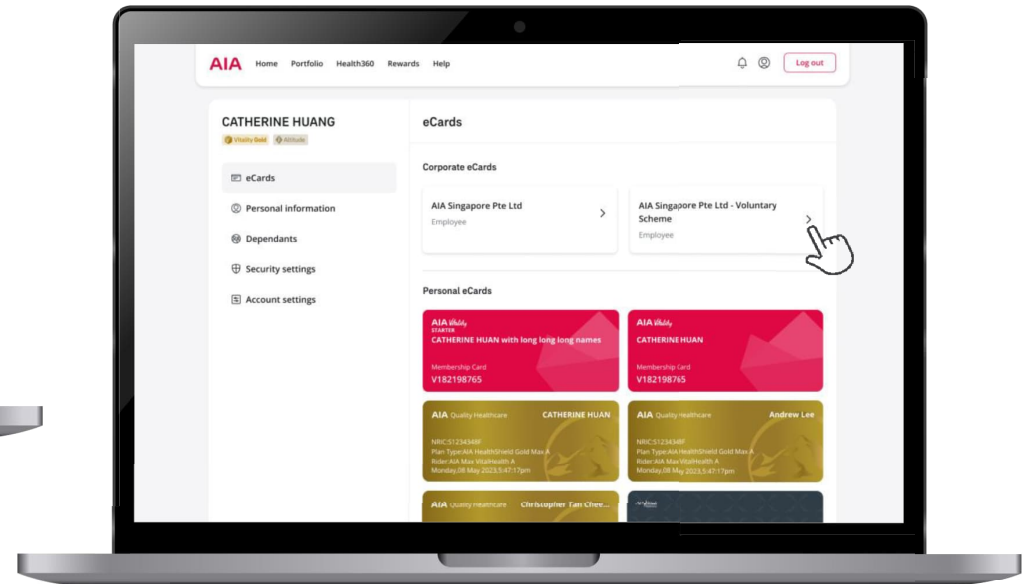 AIA Home Portfolio Health360 Rewards Help Log out
CATHERINE HUANG
Vitality Gold Altitude
eCards
Personal information
Dependants
Security settings
Account settings
eCards
Corporate eCards
AIA Singapore Pte Ltd
Employee
AIA Singapore Pte Ltd - Voluntary
Scheme
Employee
Personal eCards
AIA Vitality
STARTER
CATHERINE HUAN with long long long names
Membership Card
V182198765
AIA Vitality
CATHERINE HUAN
Membership Card
V182198765
AIA Quality Healthcare CATHERINE HUAN
NRIC:S1234348F
Plan Type:AIA HealthShield Gold Max A
Rider:AIA Max VitalHealth A
Monday,08 May 2023,5:47:17pm
AIA Quality Healthcare Andrew Lee
NRIC:S1234348F
Plan Type:AIA HealthShield Gold Max A
Rider:AIA Max VitalHealth A
Monday,08 May 2023,5:47:17pm
AIA Quality Healthcare Christopher Tan Chee...